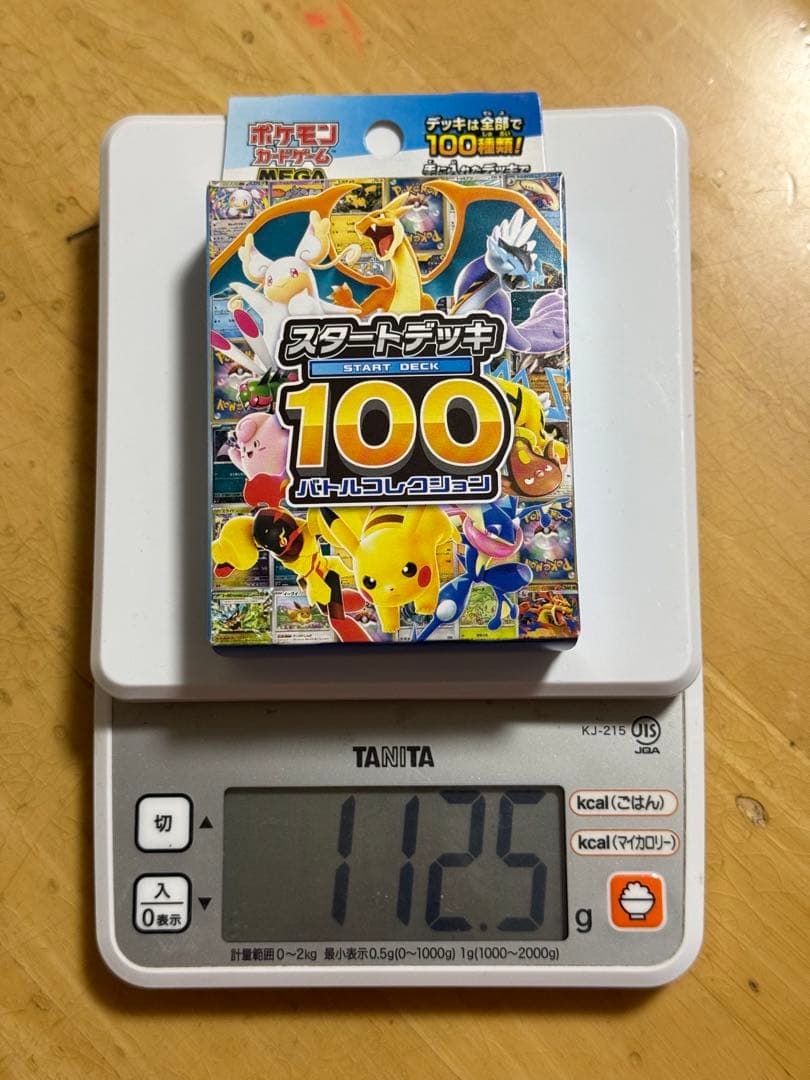 ポケモン
カードゲーム
MEGA
デッキは全部で
100種類!
スタートデッキ
START DECK
100
バトルコレクション
KJ-215
JIS
JQA
TANITA
切
入
0表示
112.5
g
kcal(ごはん)
kcal(マイカロリー)
計量範囲0〜2kg 最小表示0.5g(0〜1000g) 1g(1000〜2000g)